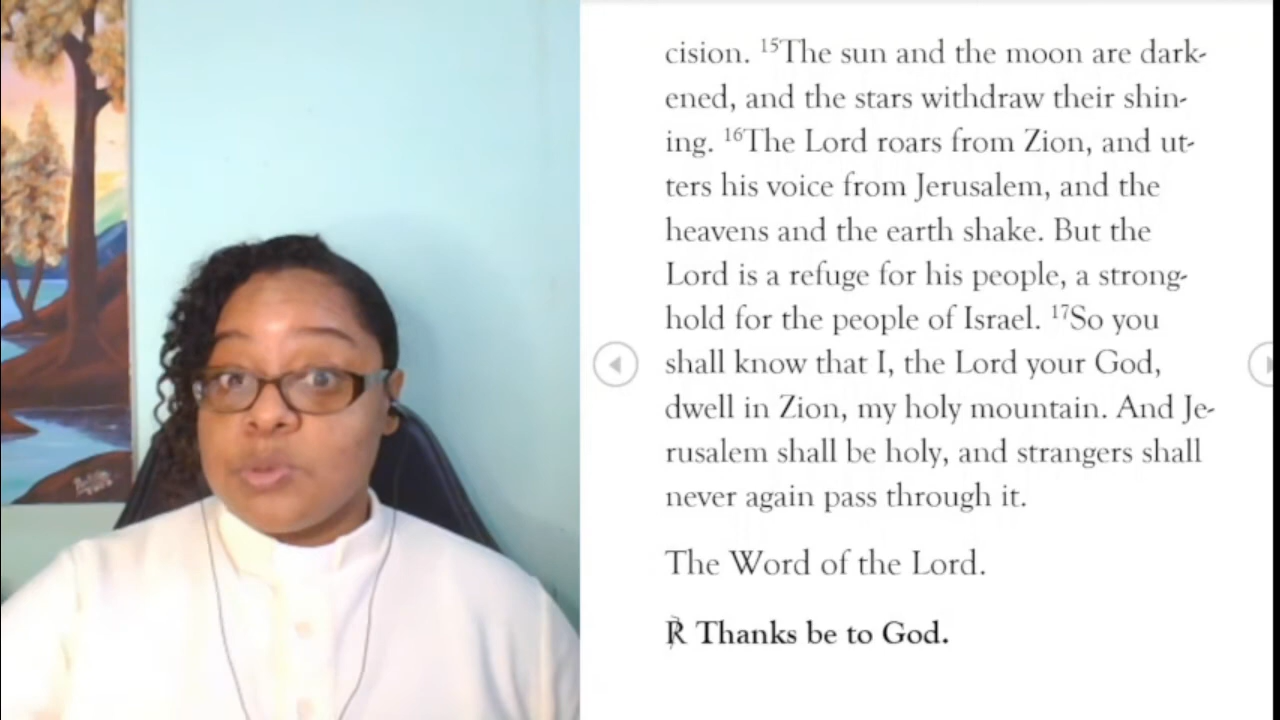 cision. ¹⁵The sun and the moon are dark-
ened, and the stars withdraw their shin-
ing. ¹⁶The Lord roars from Zion, and ut-
ters his voice from Jerusalem, and the
heavens and the earth shake. But the
Lord is a refuge for his people, a strong-
hold for the people of Israel. ¹⁷So you
shall know that I, the Lord your God,
dwell in Zion, my holy mountain. And Je-
rusalem shall be holy, and strangers shall
never again pass through it.
The Word of the Lord.
℟ Thanks be to God.